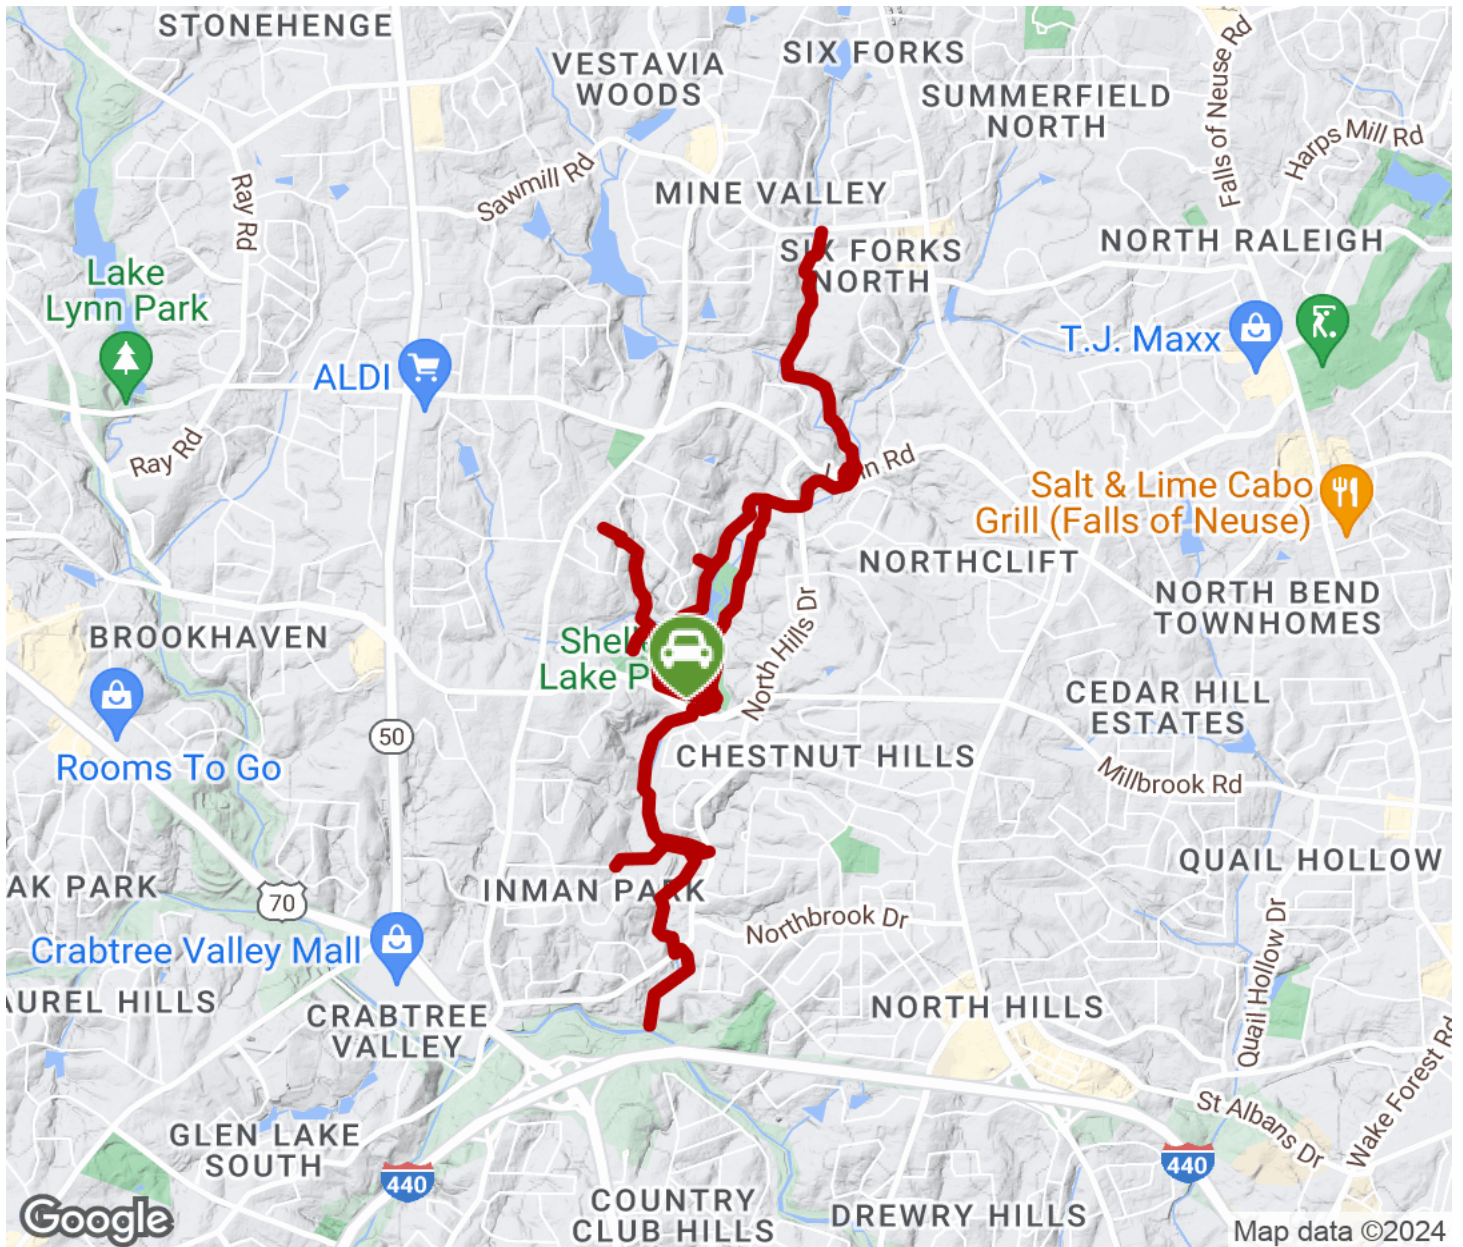 STONEHENGE
VESTAVIA
WOODS
SIX FORKS
SUMMERFIELD
NORTH
Falls of Neuse Rd
Harps Mill Rd
Sawmill Rd
MINE VALLEY
Ray Rd
SIX FORKS
NORTH
NORTH RALEIGH
Lake
Lynn Park
T.J. Maxx
ALDI
Ray Rd
Rd
Salt & Lime Cabo
Grill (Falls of Neuse)
NORTHCLIFT
NORTH BEND
TOWNHOMES
BROOKHAVEN
Lake P
North Hills Dr
CEDAR HILL
ESTATES
50
Rooms To Go
CHESTNUT HILLS
Millbrook Rd
QUAIL HOLLOW
AK PARK
70
INMAN PARK
Northbrook Dr
Quail Hollow Dr
Crabtree Valley Mall
AUREL HILLS
CRABTREE
VALLEY
NORTH HILLS
St Albans Dr
Wake Forest Rd
GLEN LAKE
SOUTH
440
440
COUNTRY
CLUB HILLS
DREWRY HILLS
Google
Map data ©2024